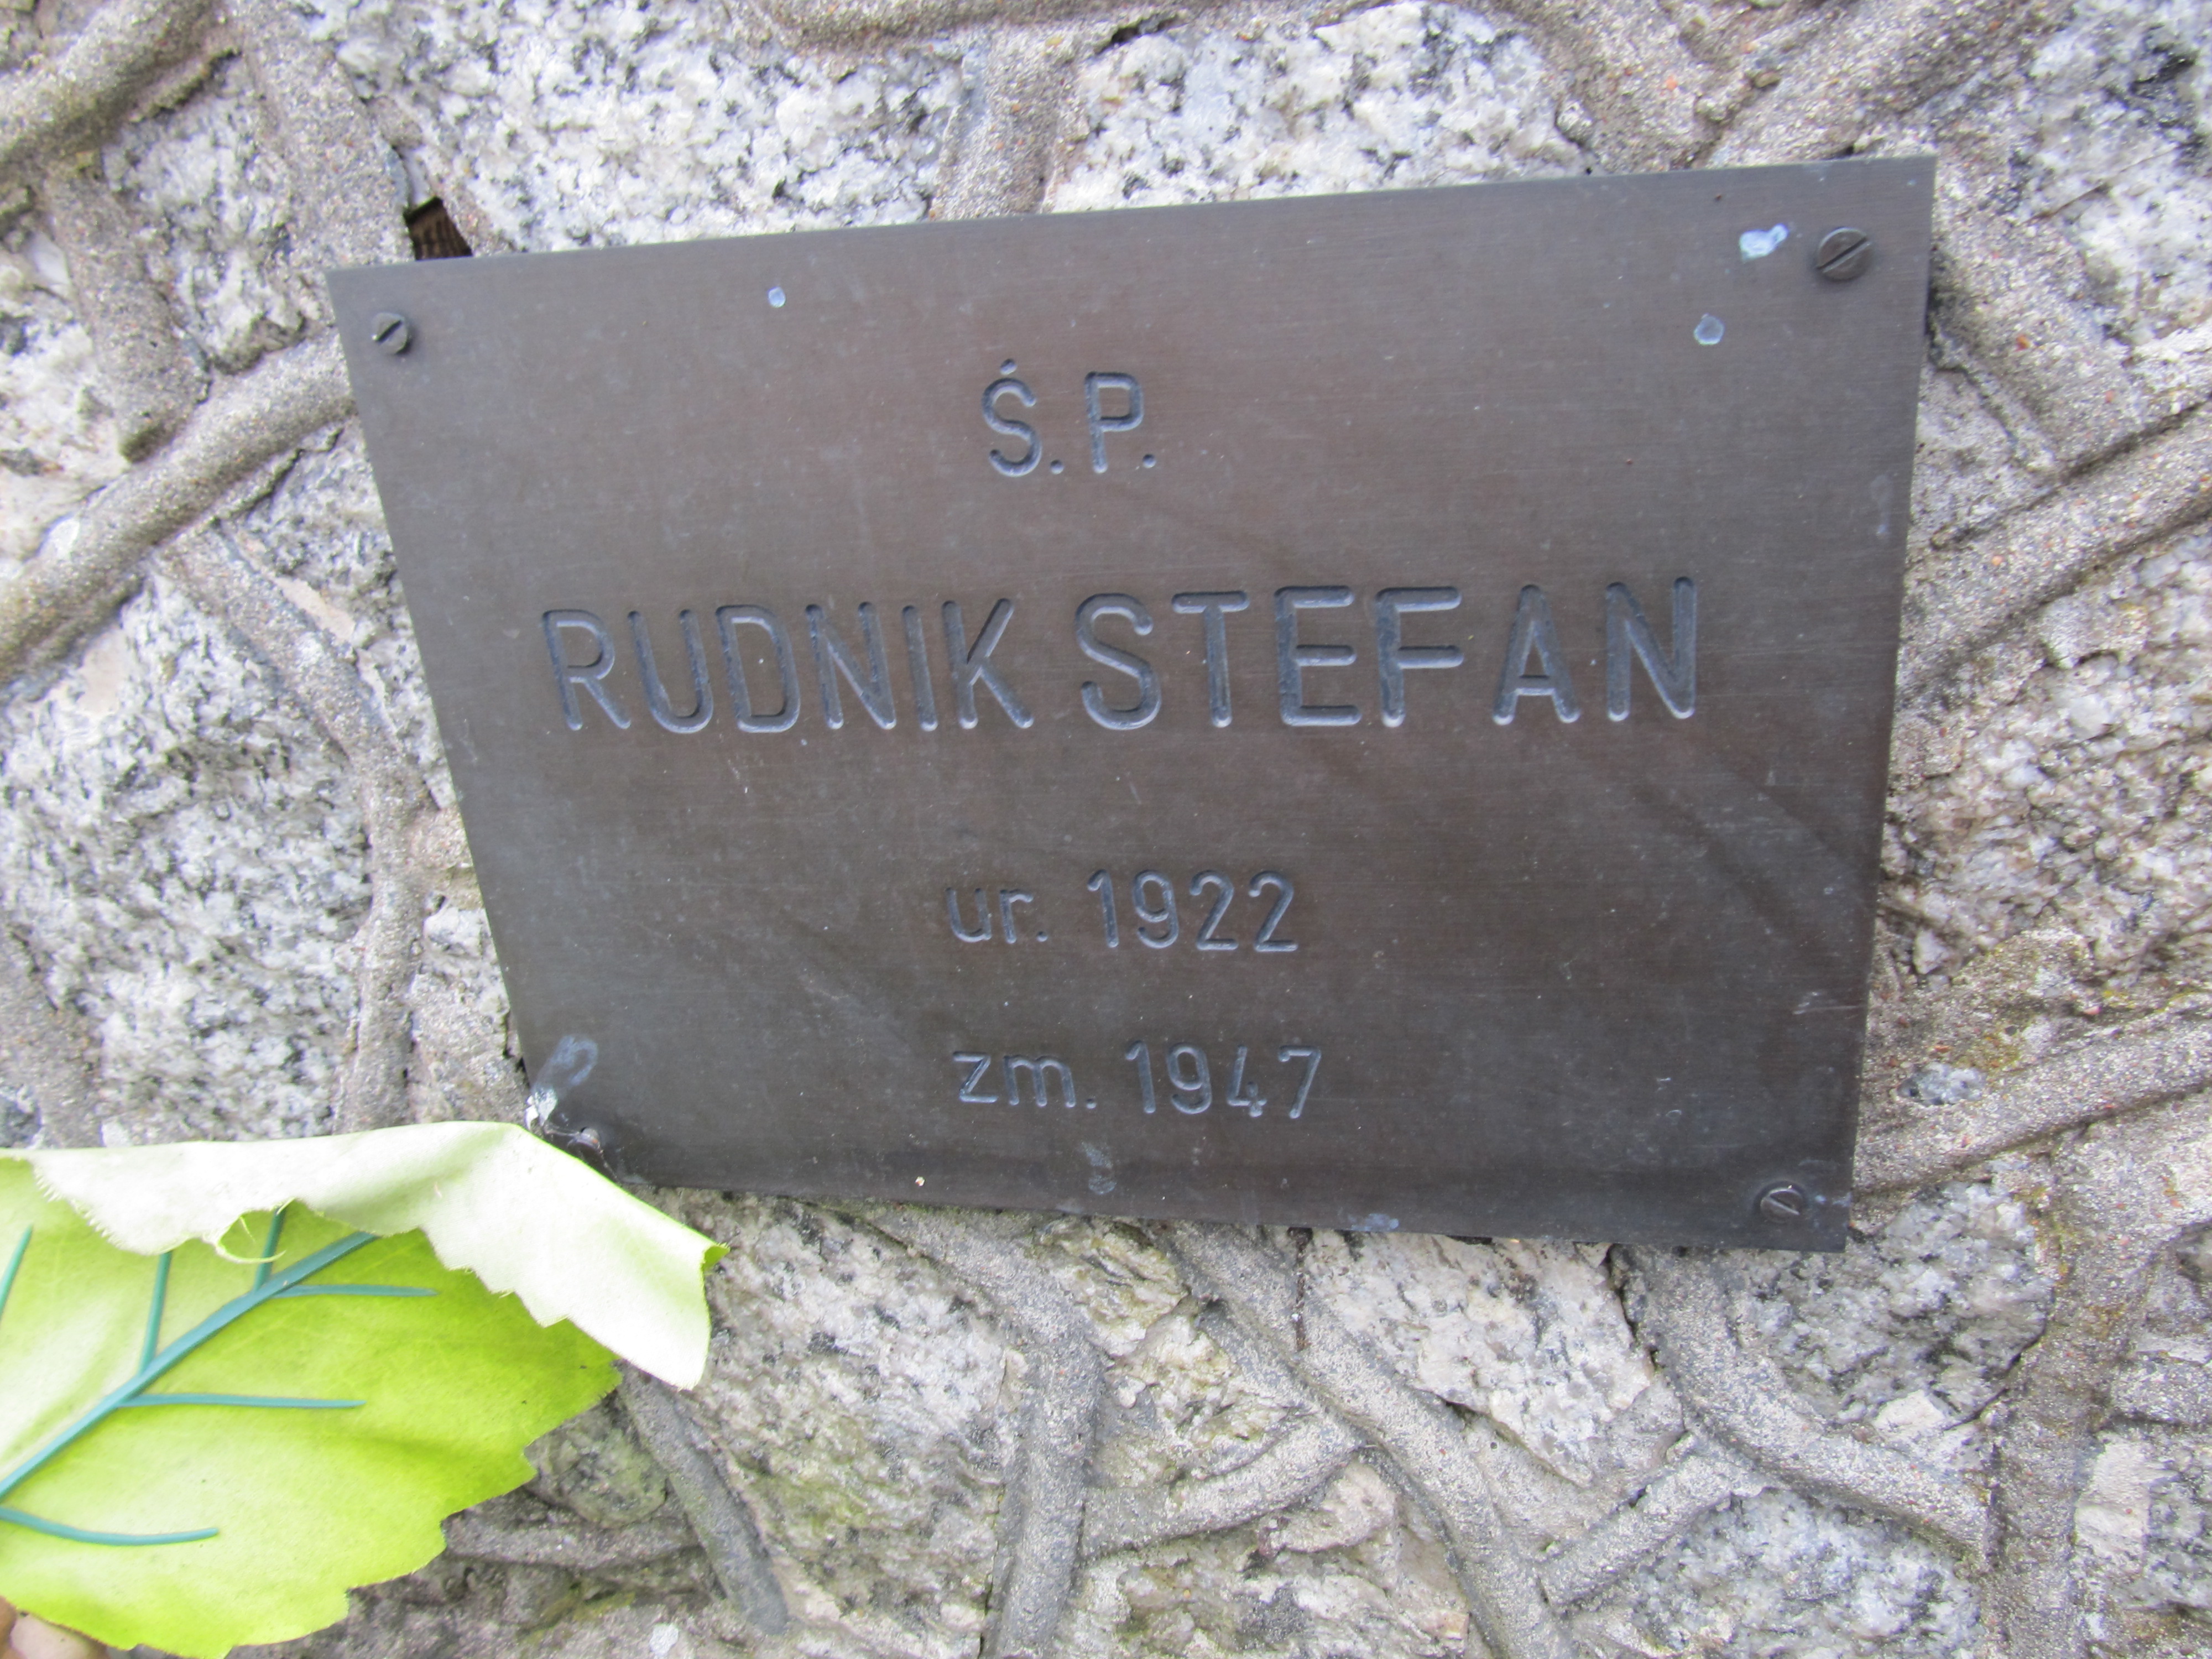 Ś.P.
RUDNIK STEFAN
ur. 1922
zm. 1947